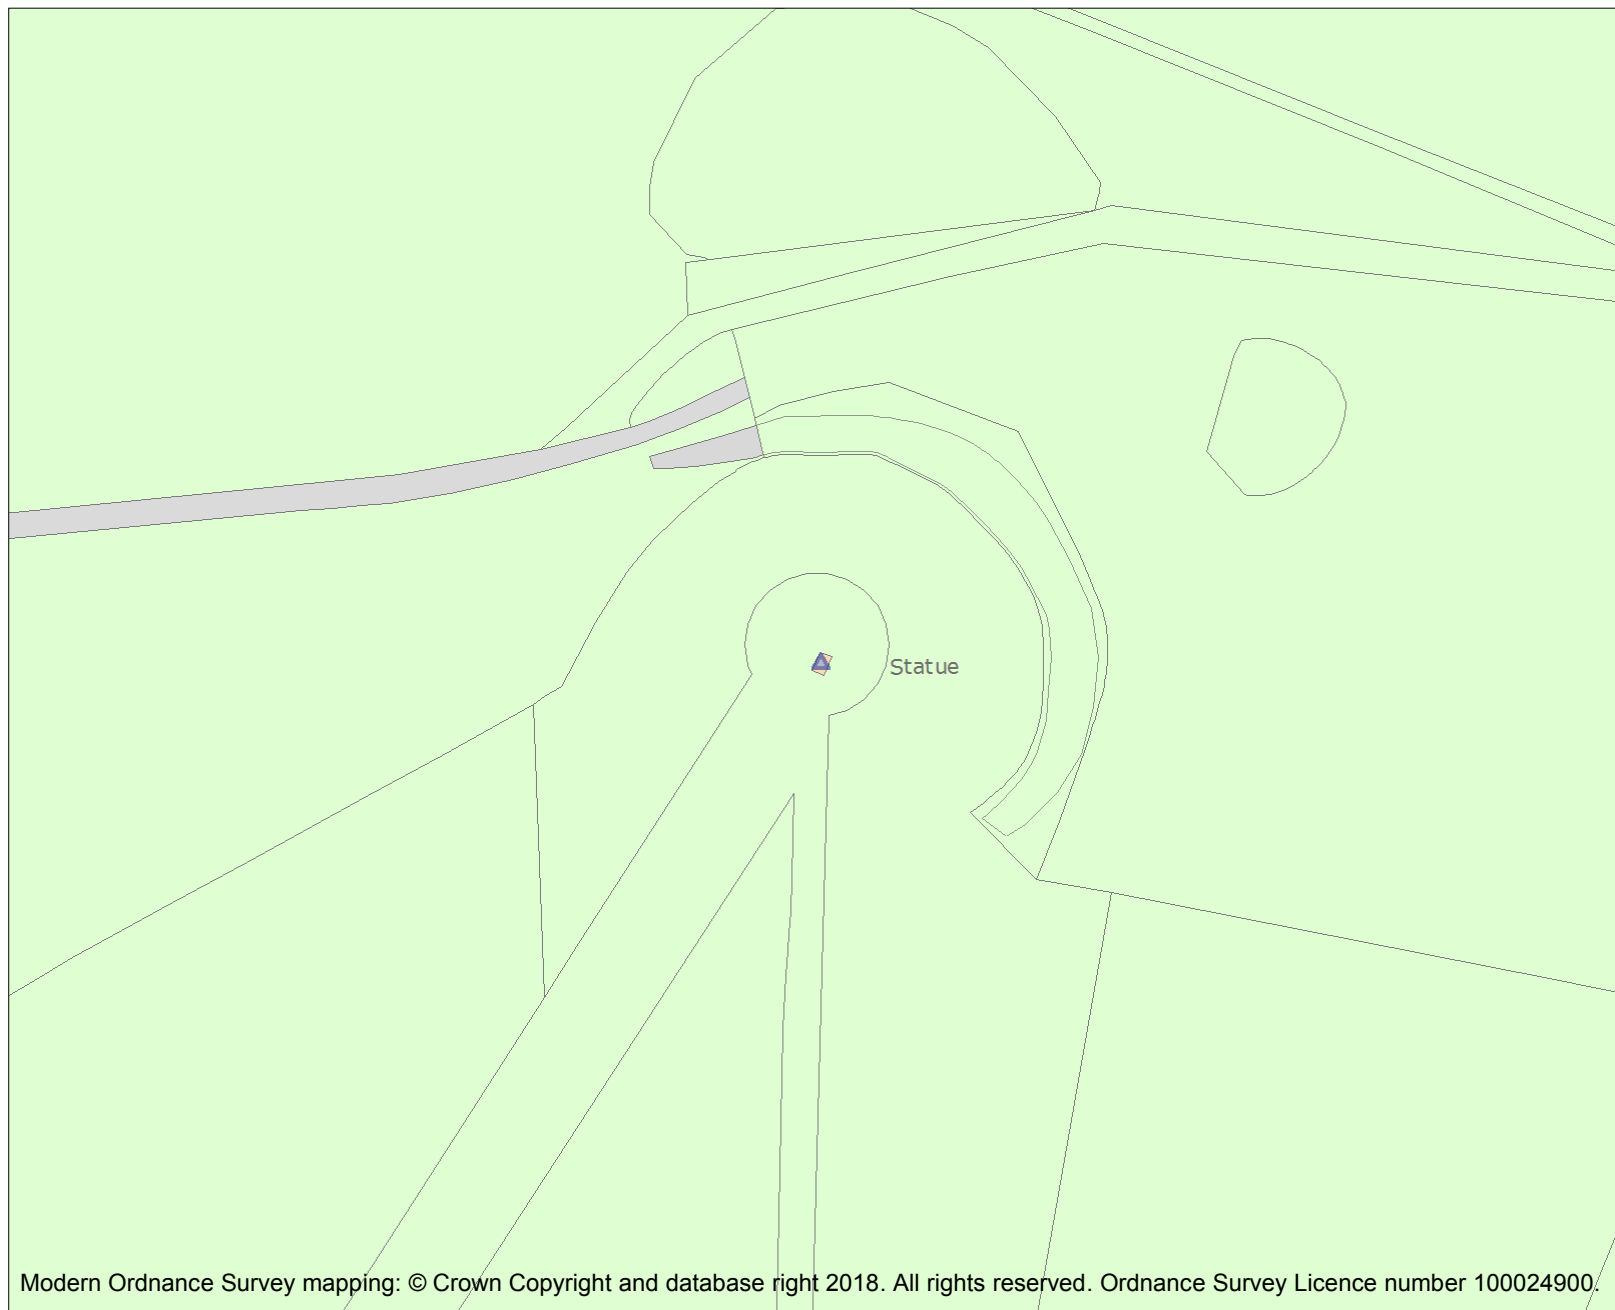 Statue
Modern Ordnance Survey mapping: © Crown Copyright and database right 2018. All rights reserved. Ordnance Survey Licence number 100024900.